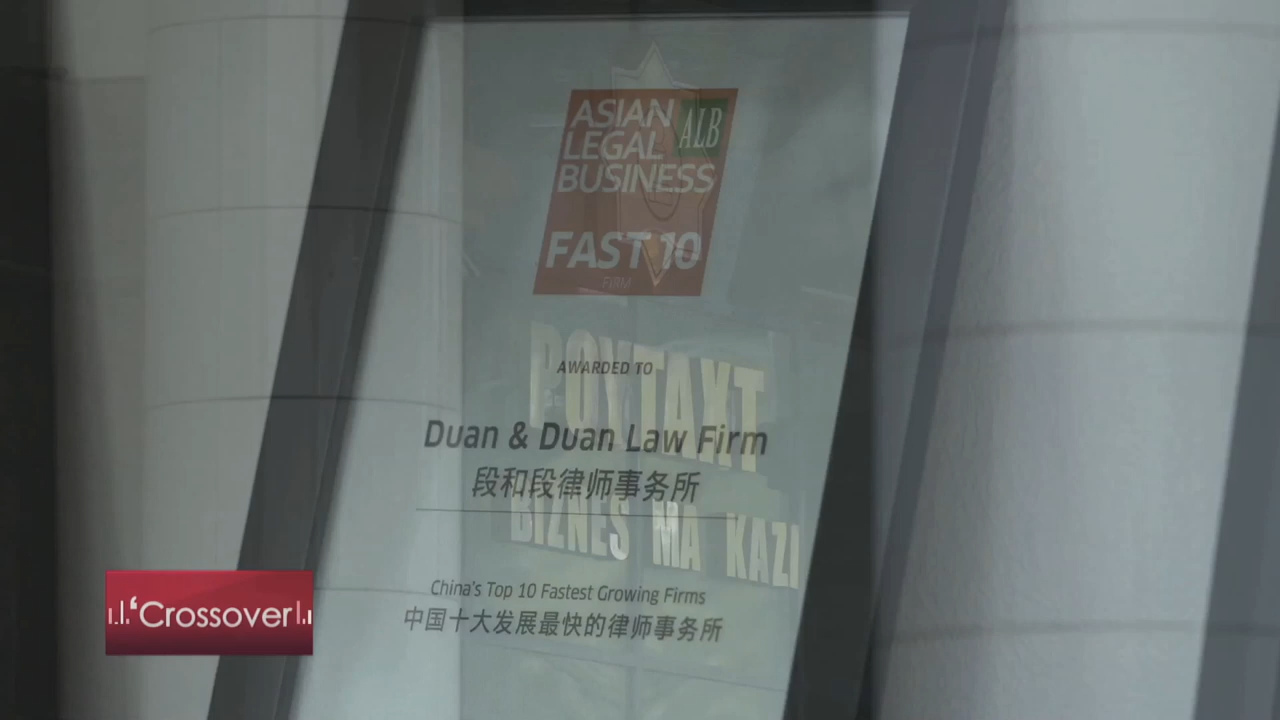 ASIAN
LEGAL
BUSINESS
ALB
FAST 10
FIRM
AWARDED TO
POYTAXT
Duan & Duan Law Firm
段和段律师事务所
BIZNES MA KAZI
China's Top 10 Fastest Growing Firms
中国十大发展最快的律师事务所
'Crossover